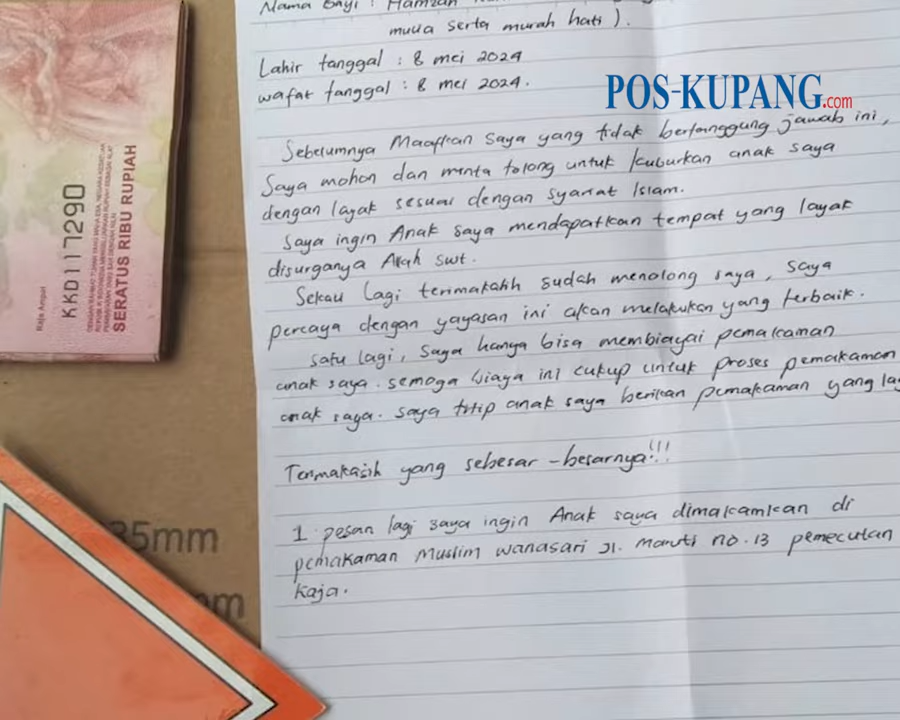 Nama Bayi : Hamzah
mulia serta murah hati ).
Lahir tanggal : 8 mei 2024
wafat tanggal : 8 mei 2024.
POS-KUPANG.com
Sebelumnya Maafkan saya yang tidak bertanggung jawab ini,
Saya mohon dan minta tolong untuk kuburkan anak saya
dengan layak sesuai dengan syariat Islam.
Saya ingin Anak saya mendapatkan tempat yang layak
disurganya Allah swt.
Sekali lagi terimakahh sudah menolong saya, saya
percaya dengan yayasan ini akan melakukan yang terbaik.
satu lagi, saya hanya bisa membiayai pemakaman
anak saya. semoga biaya ini cukup untuk proses pemakaman
anak saya. saya titip anak saya berikan pemakaman yang
Terimakasih yang sebesar -besarnya!!!
1 pesan lagi saya ingin Anak saya dimakamkan di
pemakaman Muslim wanasari Jl. Maruti no.13 pemecutan
kaja.
Raja Ampat
KKD117290
SERATUS RIBU RUPIAH
35mm
mm